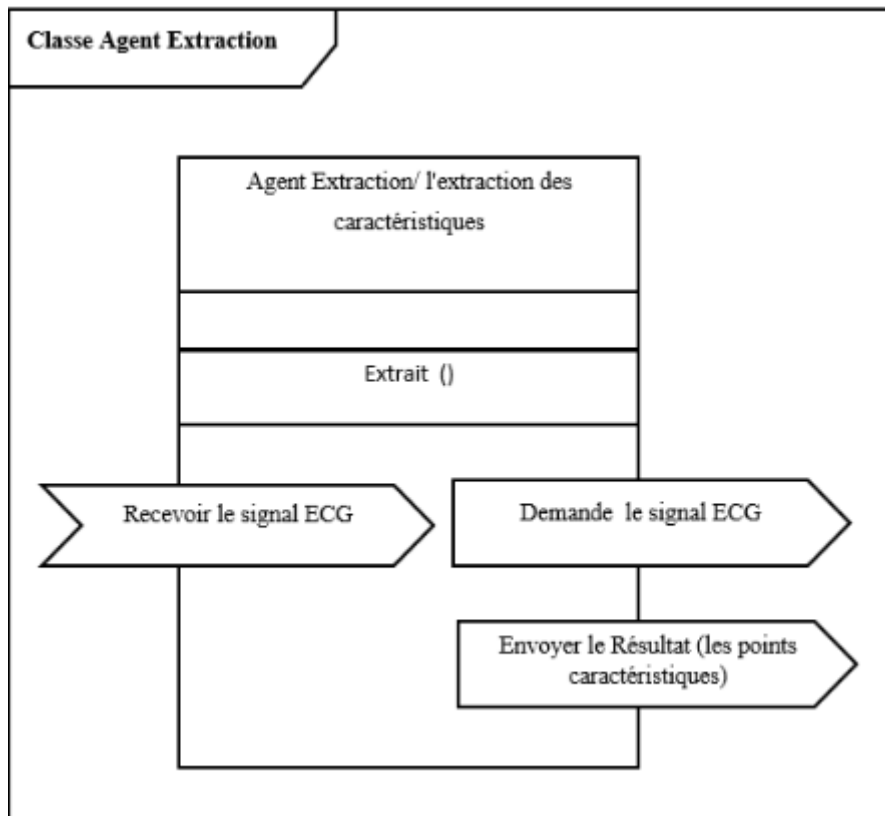 Classe Agent Extraction
Agent Extraction/ l'extraction des
caractéristiques
Extrait ()
Recevoir le signal ECG
Demande le signal ECG
Envoyer le Résultat (les points
caractéristiques)